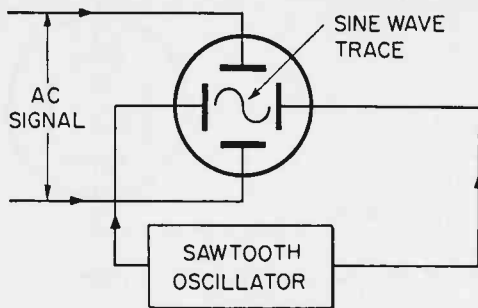 SINE WAVE
TRACE
AC
SIGNAL
SAWTOOTH
OSCILLATOR